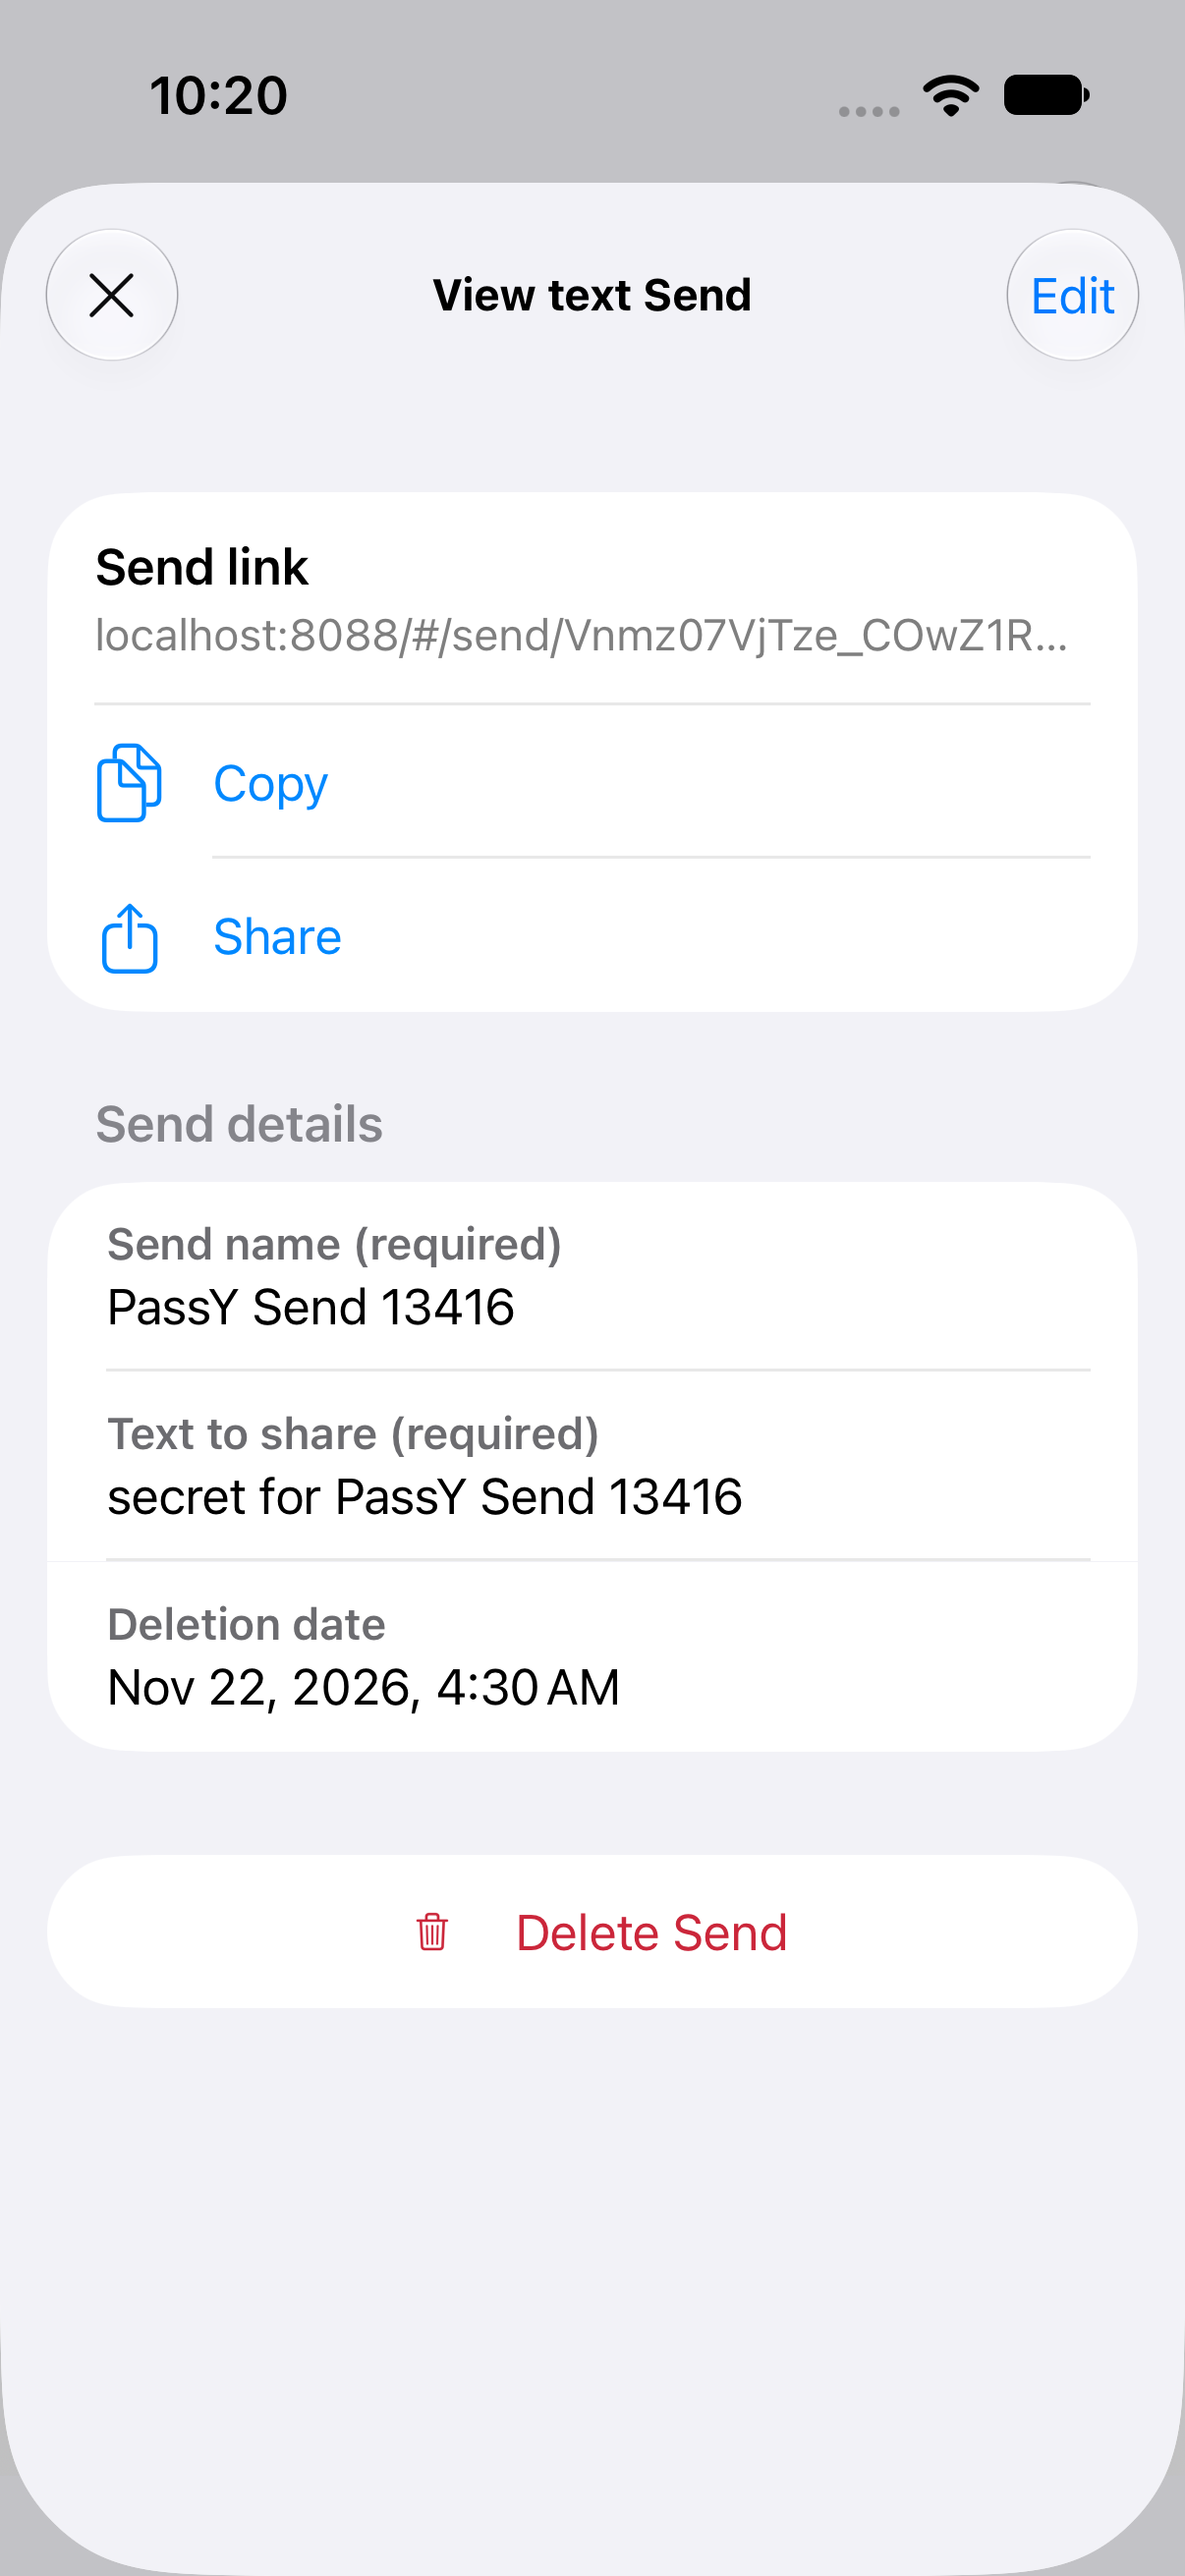 10:20
View text Send
Edit
Send link
localhost:8088/#/send/Vnmz07VjTze_COwZ1R...
Copy
Share
Send details
Send name (required)
PassY Send 13416
Text to share (required)
secret for PassY Send 13416
Deletion date
Nov 22, 2026, 4:30 AM
Delete Send